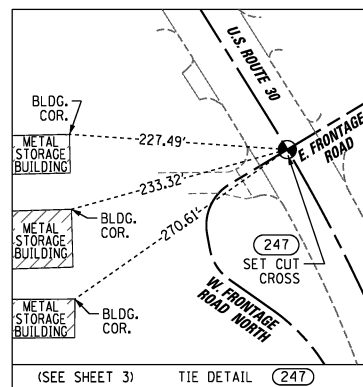 U.S. ROUTE 30
BLDG.
COR.
METAL
STORAGE
BUILDING
227.49'
E. FRONTAGE
ROAD
233.32'
METAL
STORAGE
BUILDING
BLDG.
COR.
270.61'
247
SET CUT
CROSS
METAL
STORAGE
BUILDING
BLDG.
COR.
W. FRONTAGE
ROAD NORTH
(SEE SHEET 3) TIE DETAIL 247